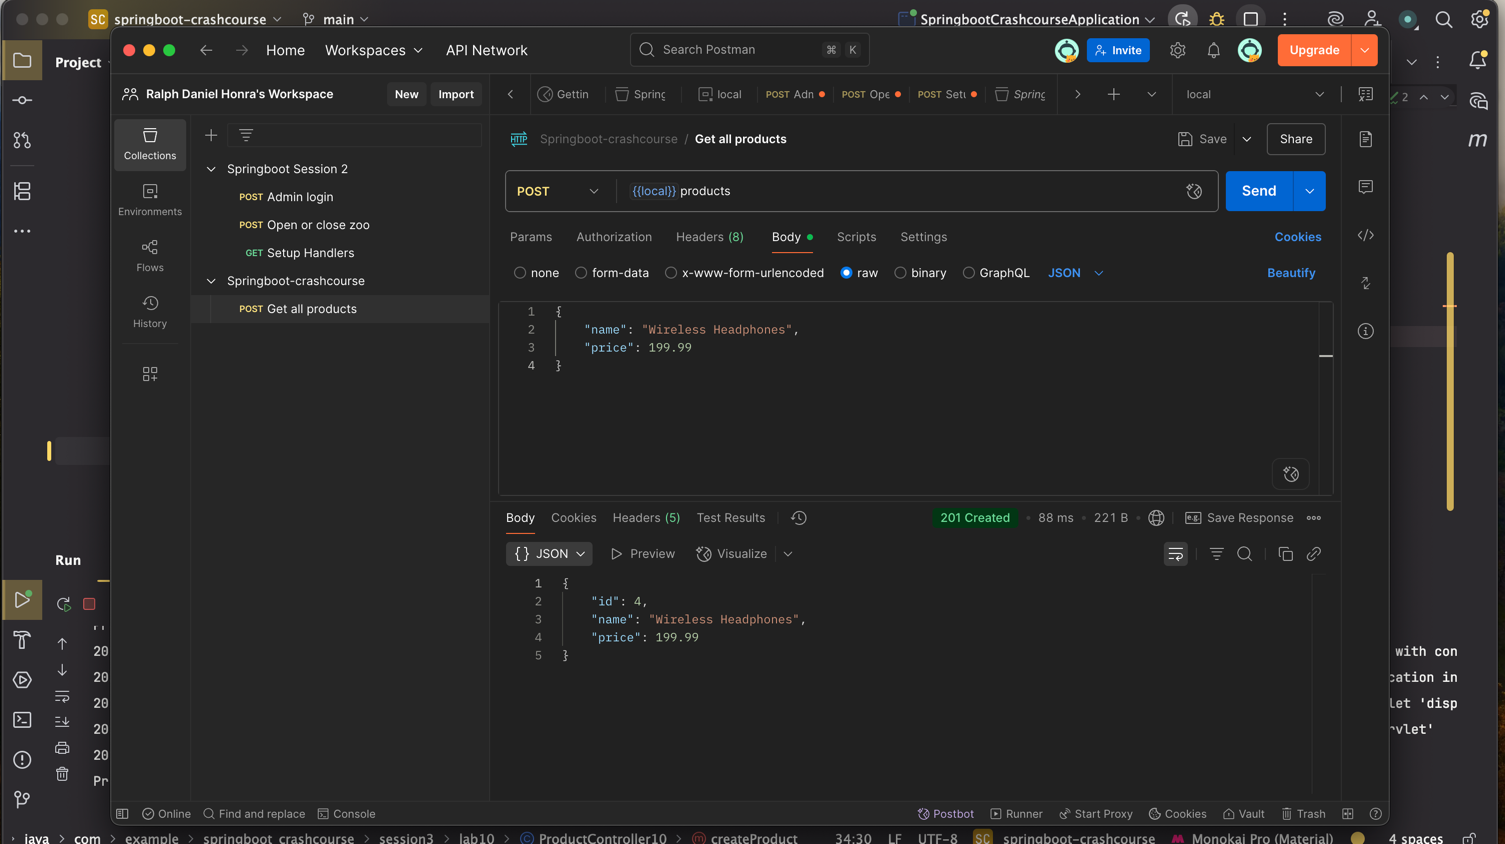 SC springboot-crashcourse
main
SpringbootCrashcourseApplication
Project
Home
Workspaces
API Network
Search Postman
⌘ K
Invite
Upgrade
Ralph Daniel Honra's Workspace
New
Import
Gettin
Spring
local
POST Adn
POST Ope
POST Setu
Spring
local
2
Collections
Environments
Flows
History
Springboot Session 2
POST Admin login
POST Open or close zoo
GET Setup Handlers
Springboot-crashcourse
POST Get all products
HTTP Springboot-crashcourse / Get all products
Save
Share
POST
{{local}} products
Send
Params
Authorization
Headers (8)
Body
Scripts
Settings
Cookies
none
form-data
x-www-form-urlencoded
raw
binary
GraphQL
JSON
Beautify
1 {
2 "name": "Wireless Headphones",
3 "price": 199.99
4 }
Body
Cookies
Headers (5)
Test Results
201 Created
88 ms
221 B
e.g. Save Response
{} JSON
Preview
Visualize
1 {
2 "id": 4,
3 "name": "Wireless Headphones",
4 "price": 199.99
5 }
Run
20
20
20
20
20
Pr
with con
cation in
let 'disp
rvlet'
m
Online
Find and replace
Console
Postbot
Runner
Start Proxy
Cookies
Vault
Trash
java > com > example > springboot_crashcourse > session3 > lab10 > ProductController10 > createProduct
34:30
LF
UTF-8
SC springboot-crashcourse
Monokai Pro (Material)
4 spaces